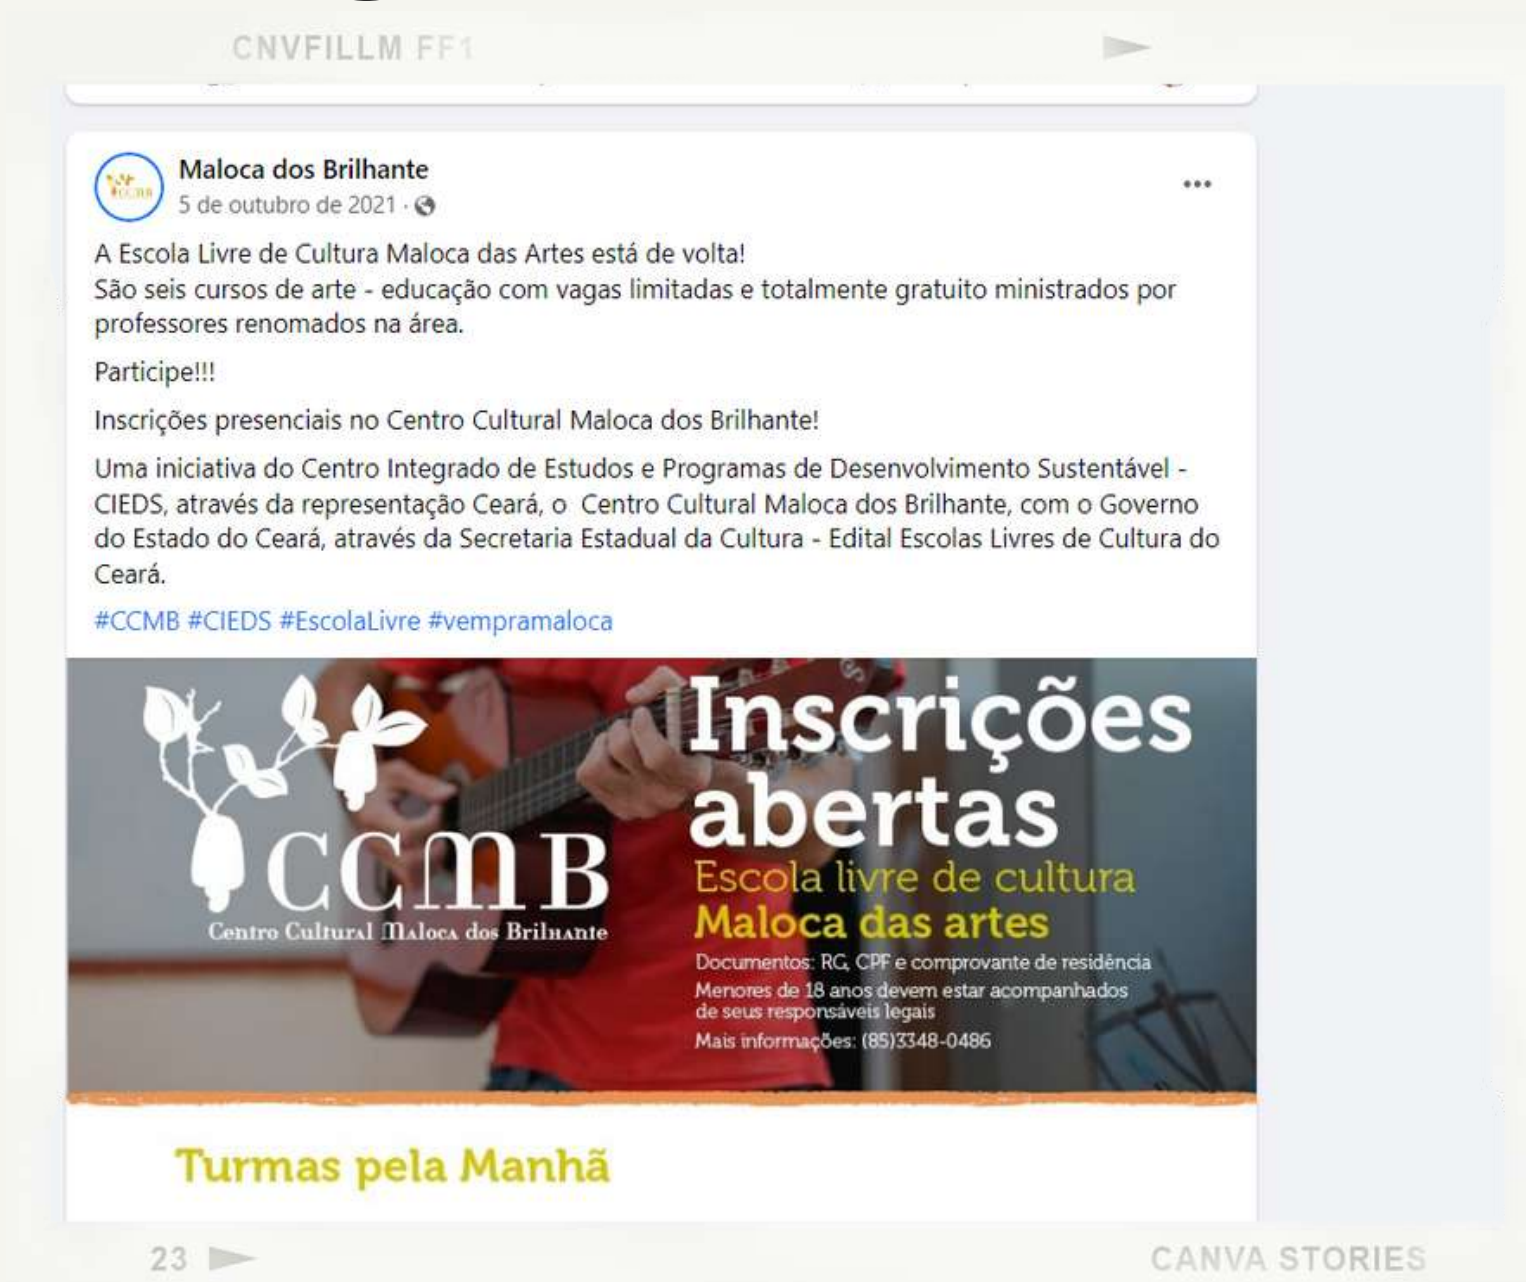 CNVFILLM FF1
Maloca dos Brilhante
5 de outubro de 2021 ·
A Escola Livre de Cultura Maloca das Artes está de volta!
São seis cursos de arte - educação com vagas limitadas e totalmente gratuito ministrados por
professores renomados na área.
Participe!!!
Inscrições presenciais no Centro Cultural Maloca dos Brilhante!
Uma iniciativa do Centro Integrado de Estudos e Programas de Desenvolvimento Sustentável -
CIEDS, através da representação Ceará, o Centro Cultural Maloca dos Brilhante, com o Governo
do Estado do Ceará, através da Secretaria Estadual da Cultura - Edital Escolas Livres de Cultura do
Ceará.
#CCMB #CIEDS #EscolaLivre #vempramaloca
CCMB
Centro Cultural Maloca dos Brilhante
Inscrições
abertas
Escola livre de cultura
Maloca das artes
Documentos: RG, CPF e comprovante de residência
Menores de 18 anos devem estar acompanhados
de seus responsáveis legais
Mais informações: (85)3348-0486
Turmas pela Manhã
23
CANVA STORIES